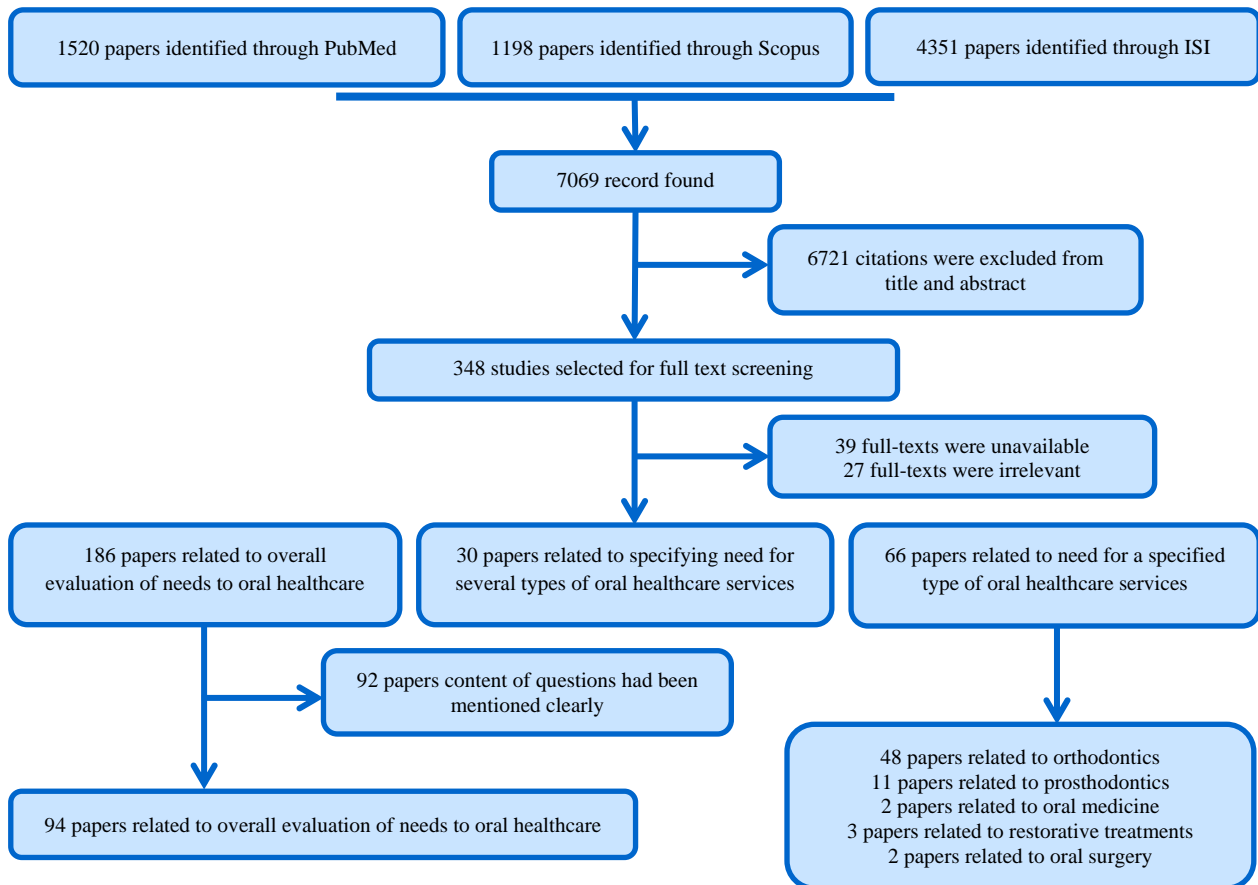 1520 papers identified through PubMed
1198 papers identified through Scopus
4351 papers identified through ISI
7069 record found
6721 citations were excluded from
title and abstract
348 studies selected for full text screening
39 full-texts were unavailable
27 full-texts were irrelevant
186 papers related to overall
evaluation of needs to oral healthcare
30 papers related to specifying need for
several types of oral healthcare services
66 papers related to need for a specified
type of oral healthcare services
92 papers content of questions had been
mentioned clearly
94 papers related to overall evaluation of needs to oral healthcare
48 papers related to orthodontics
11 papers related to prosthodontics
2 papers related to oral medicine
3 papers related to restorative treatments
2 papers related to oral surgery